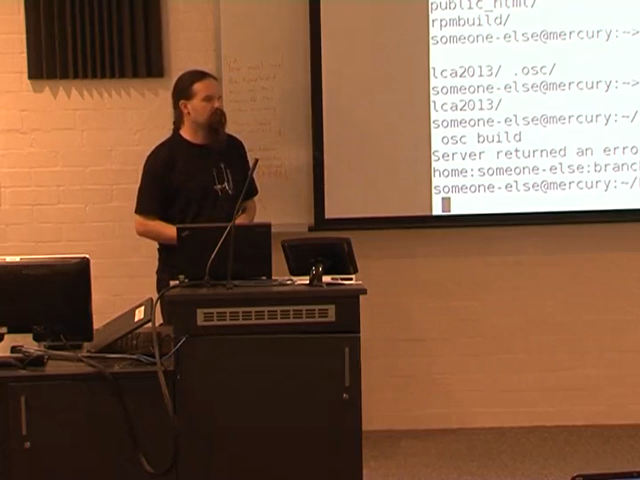 public_html/
rpmbuild/
someone-else@mercury:~>
lca2013/ .osc/
someone-else@mercury:~>
lca2013/
someone-else@mercury:~/
osc build
Server returned an erro
home:someone-else:branc
someone-else@mercury:~/